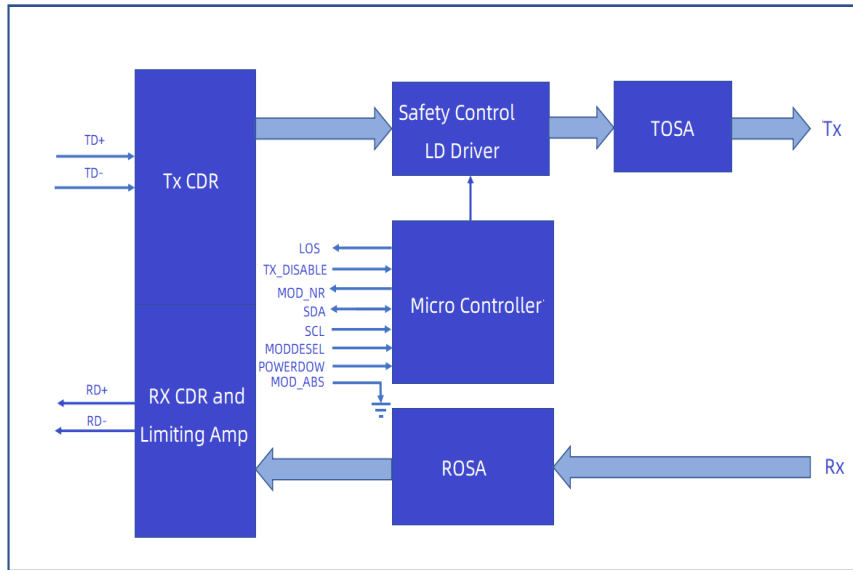 TD+
TD-
Tx CDR
Safety Control
LD Driver
TOSA
Tx
LOS
TX_DISABLE
MOD_NR
SDA
SCL
MODDESEL
POWERDOW
MOD_ABS
Micro Controller
RD+
RD-
RX CDR and
Limiting Amp
ROSA
Rx